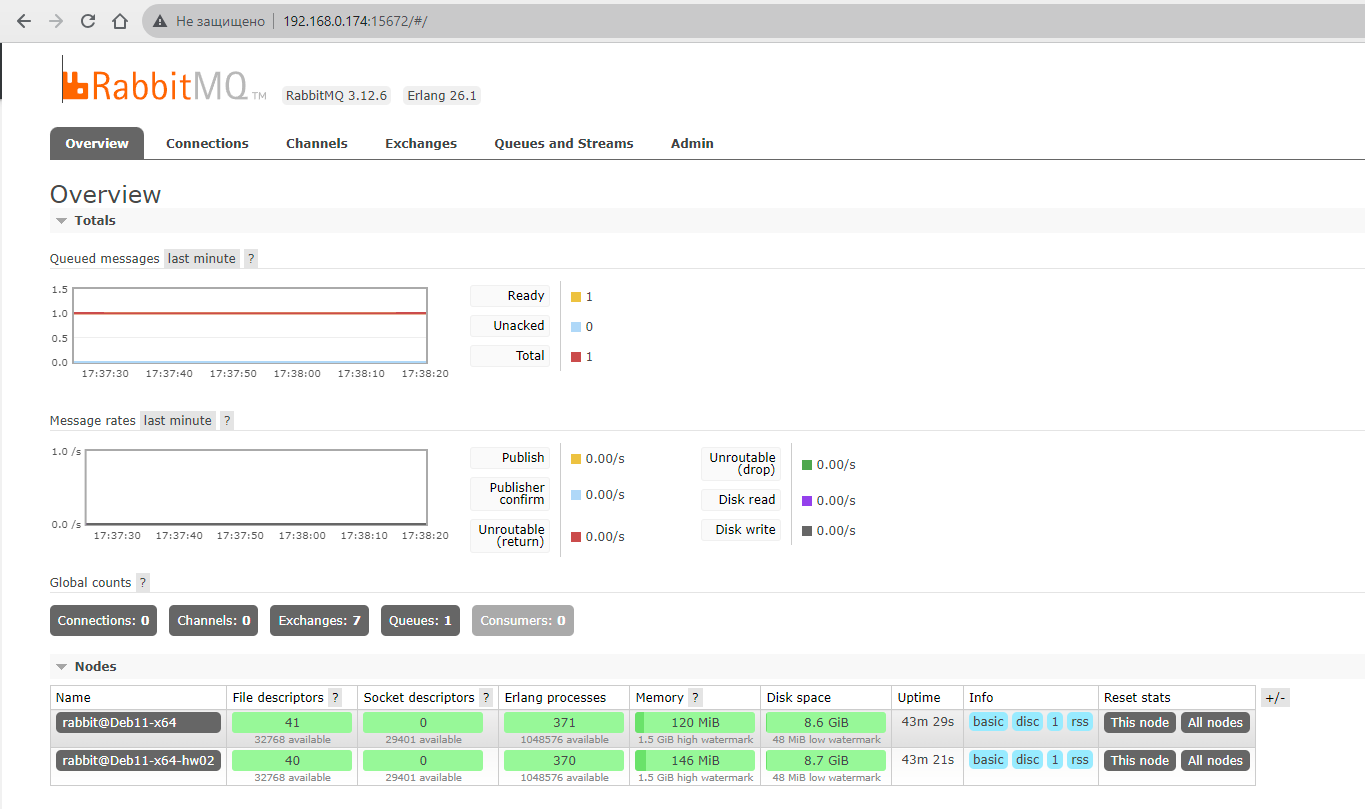 Не защищено 192.168.0.174:15672/#/
RabbitMQ TM RabbitMQ 3.12.6 Erlang 26.1
Overview Connections Channels Exchanges Queues and Streams Admin
Overview
Totals
Queued messages last minute ?
1.5
1.0
0.5
0.0
17:37:30 17:37:40 17:37:50 17:38:00 17:38:10 17:38:20
Ready 1
Unacked 0
Total 1
Message rates last minute ?
1.0 /s
0.0 /s
17:37:30 17:37:40 17:37:50 17:38:00 17:38:10 17:38:20
Publish 0.00/s
Publisher
confirm 0.00/s
Unroutable
(return) 0.00/s
Unroutable
(drop) 0.00/s
Disk read 0.00/s
Disk write 0.00/s
Global counts ?
Connections: 0 Channels: 0 Exchanges: 7 Queues: 1 Consumers: 0
Nodes
Name File descriptors ? Socket descriptors ? Erlang processes Memory ? Disk space Uptime Info Reset stats +/-
rabbit@Deb11-x64 41 0 371 120 MiB 8.6 GiB 43m 29s basic disc 1 rss This node All nodes
32768 available 29401 available 1048576 available 1.5 GiB high watermark 48 MiB low watermark
rabbit@Deb11-x64-hw02 40 0 370 146 MiB 8.7 GiB 43m 21s basic disc 1 rss This node All nodes
32768 available 29401 available 1048576 available 1.5 GiB high watermark 48 MiB low watermark